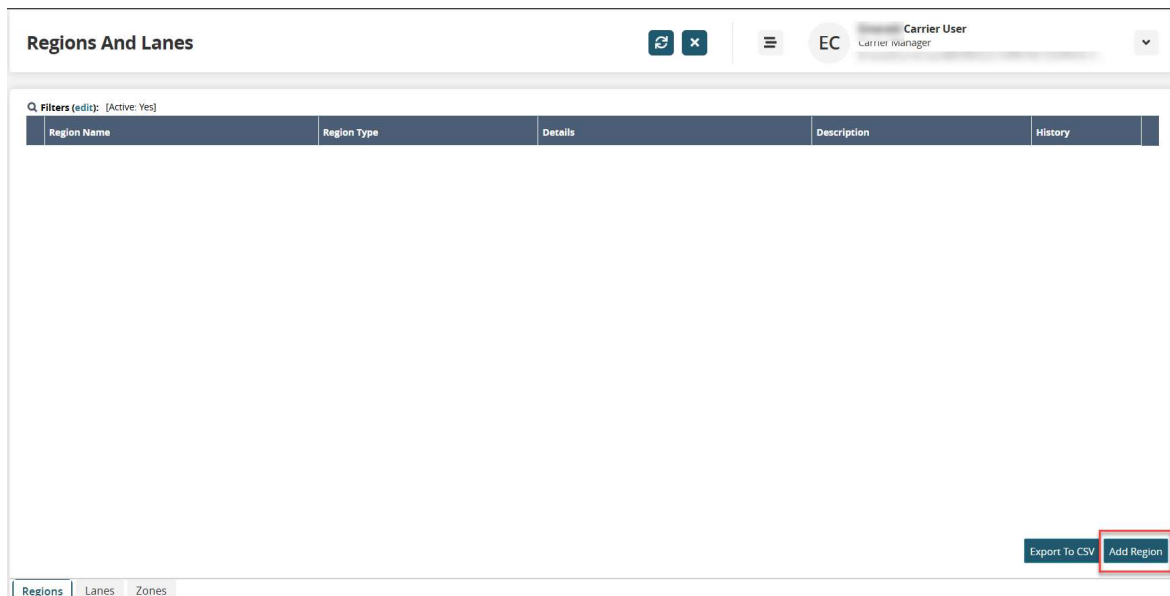 Regions And Lanes
EC
Carrier User
Carrier Manager
Filters (edit): [Active: Yes]
Region Name Region Type Details Description History
Export To CSV Add Region
Regions Lanes Zones